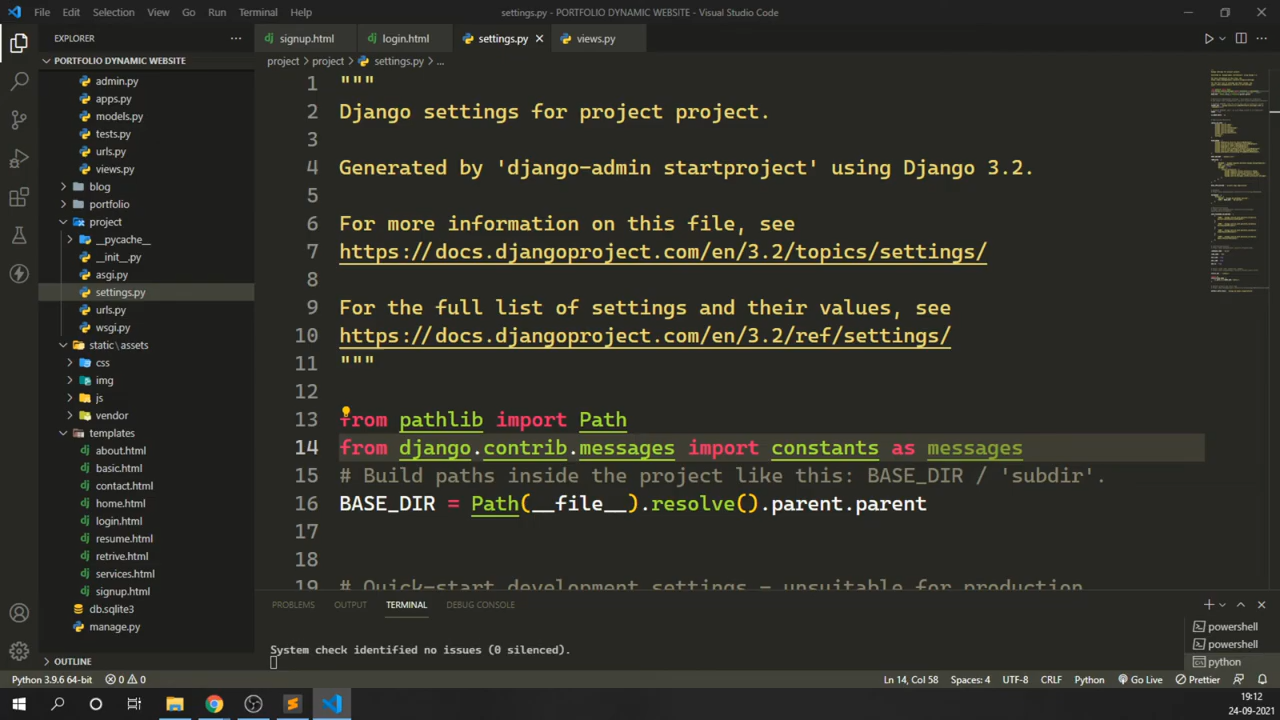 File Edit Selection View Go Run Terminal Help
settings.py - PORTFOLIO DYNAMIC WEBSITE - Visual Studio Code
EXPLORER
signup.html
login.html
settings.py
views.py
PORTFOLIO DYNAMIC WEBSITE
project > project > settings.py > ...
admin.py
apps.py
models.py
tests.py
urls.py
views.py
blog
portfolio
project
__pycache__
__init__.py
asgi.py
settings.py
urls.py
wsgi.py
static\assets
css
img
js
vendor
templates
about.html
basic.html
contact.html
home.html
login.html
resume.html
retrive.html
services.html
signup.html
db.sqlite3
manage.py
OUTLINE
1 """
2 Django settings for project project.
3
4 Generated by 'django-admin startproject' using Django 3.2.
5
6 For more information on this file, see
7 https://docs.djangoproject.com/en/3.2/topics/settings/
8
9 For the full list of settings and their values, see
10 https://docs.djangoproject.com/en/3.2/ref/settings/
11 """
12
13 from pathlib import Path
14 from django.contrib.messages import constants as messages
15 # Build paths inside the project like this: BASE_DIR / 'subdir'.
16 BASE_DIR = Path(__file__).resolve().parent.parent
17
18
19 # Quick-start development settings - unsuitable for production
PROBLEMS OUTPUT TERMINAL DEBUG CONSOLE
System check identified no issues (0 silenced).
powershell
powershell
python
Python 3.9.6 64-bit 0 0
Ln 14, Col 58 Spaces: 4 UTF-8 CRLF Python Go Live Prettier
19:12
24-09-2021